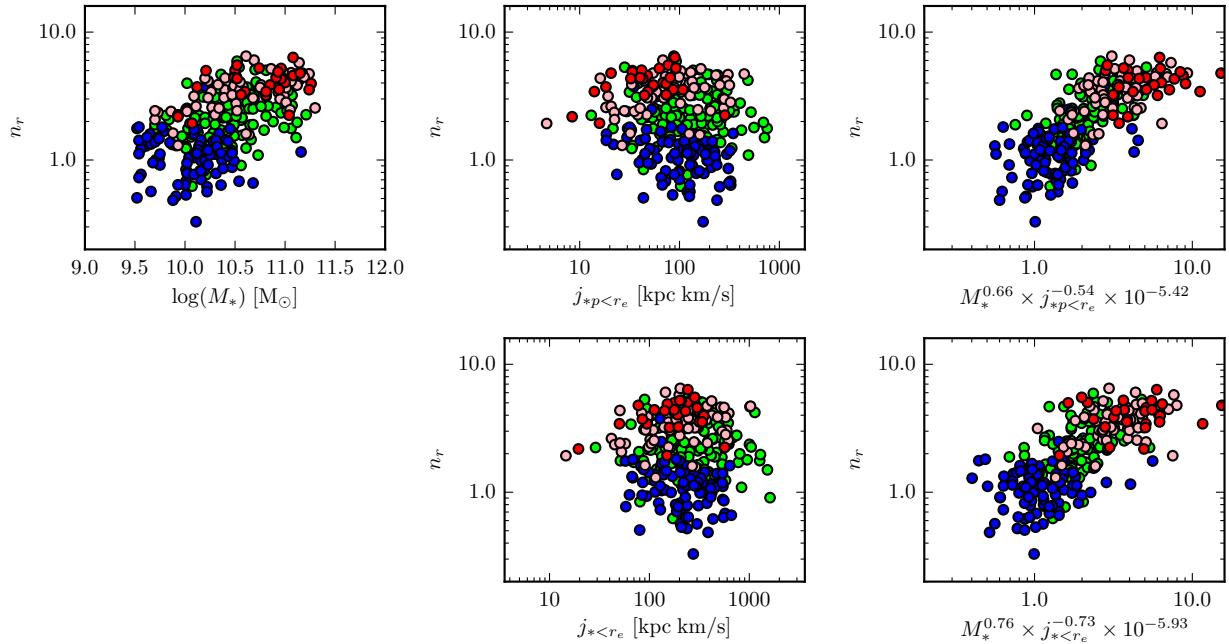 10.0
1.0
n_r
9.0 9.5 10.0 10.5 11.0 11.5 12.0
log(M_*) [M_⊙]
10.0
1.0
n_r
10 100 1000
j_{*p<r_e} [kpc km/s]
10.0
1.0
n_r
1.0 10.0
M_*^{0.66} × j_{*p<r_e}^{-0.54} × 10^{-5.42}
10.0
1.0
n_r
10 100 1000
j_{*<r_e} [kpc km/s]
10.0
1.0
n_r
1.0 10.0
M_*^{0.76} × j_{*<r_e}^{-0.73} × 10^{-5.93}